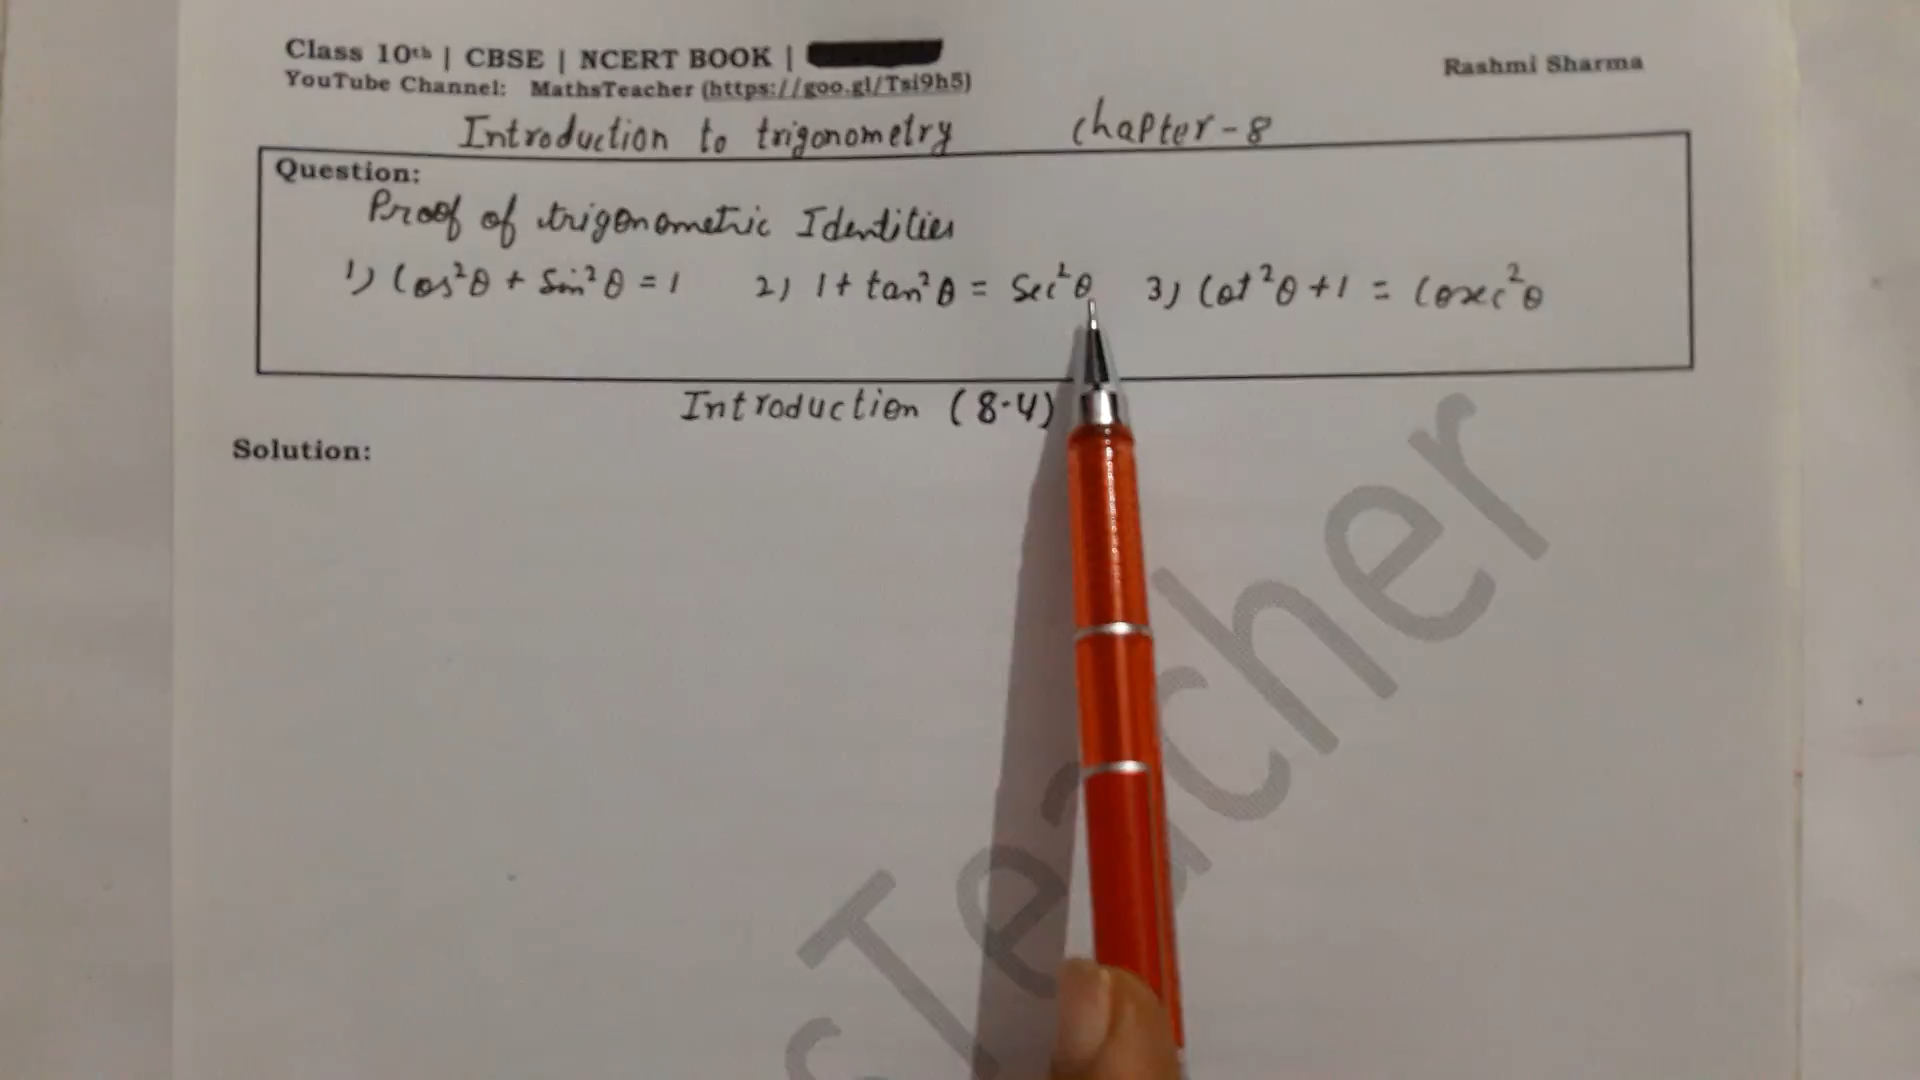 Class 10th | CBSE | NCERT BOOK |
Rashmi Sharma
YouTube Channel: MathsTeacher (https://goo.gl/Tsi9h5)
Introduction to trigonometry chapter-8
Question:
Proof of trigonometric Identities
1) Cos²θ + Sin²θ = 1 2) 1 + tan²θ = Sec²θ 3) Cot²θ + 1 = Cosec²θ
Introduction (8.4)
Solution:
sTeacher